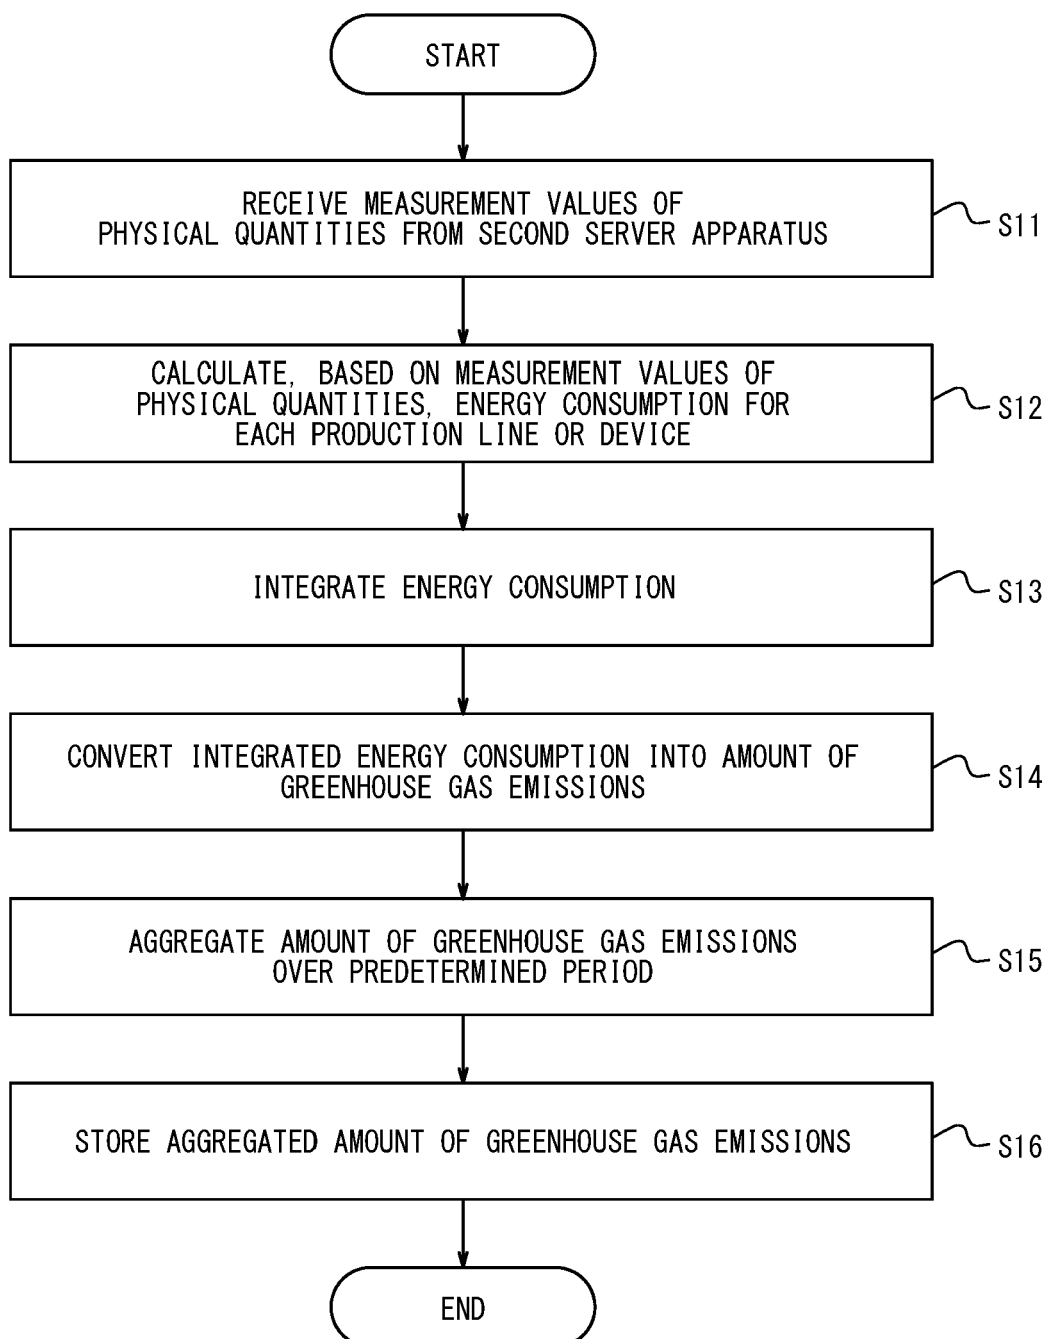 START
RECEIVE MEASUREMENT VALUES OF
PHYSICAL QUANTITIES FROM SECOND SERVER APPARATUS
S11
CALCULATE, BASED ON MEASUREMENT VALUES OF
PHYSICAL QUANTITIES, ENERGY CONSUMPTION FOR
EACH PRODUCTION LINE OR DEVICE
S12
INTEGRATE ENERGY CONSUMPTION
S13
CONVERT INTEGRATED ENERGY CONSUMPTION INTO AMOUNT OF
GREENHOUSE GAS EMISSIONS
S14
AGGREGATE AMOUNT OF GREENHOUSE GAS EMISSIONS
OVER PREDETERMINED PERIOD
S15
STORE AGGREGATED AMOUNT OF GREENHOUSE GAS EMISSIONS
S16
END